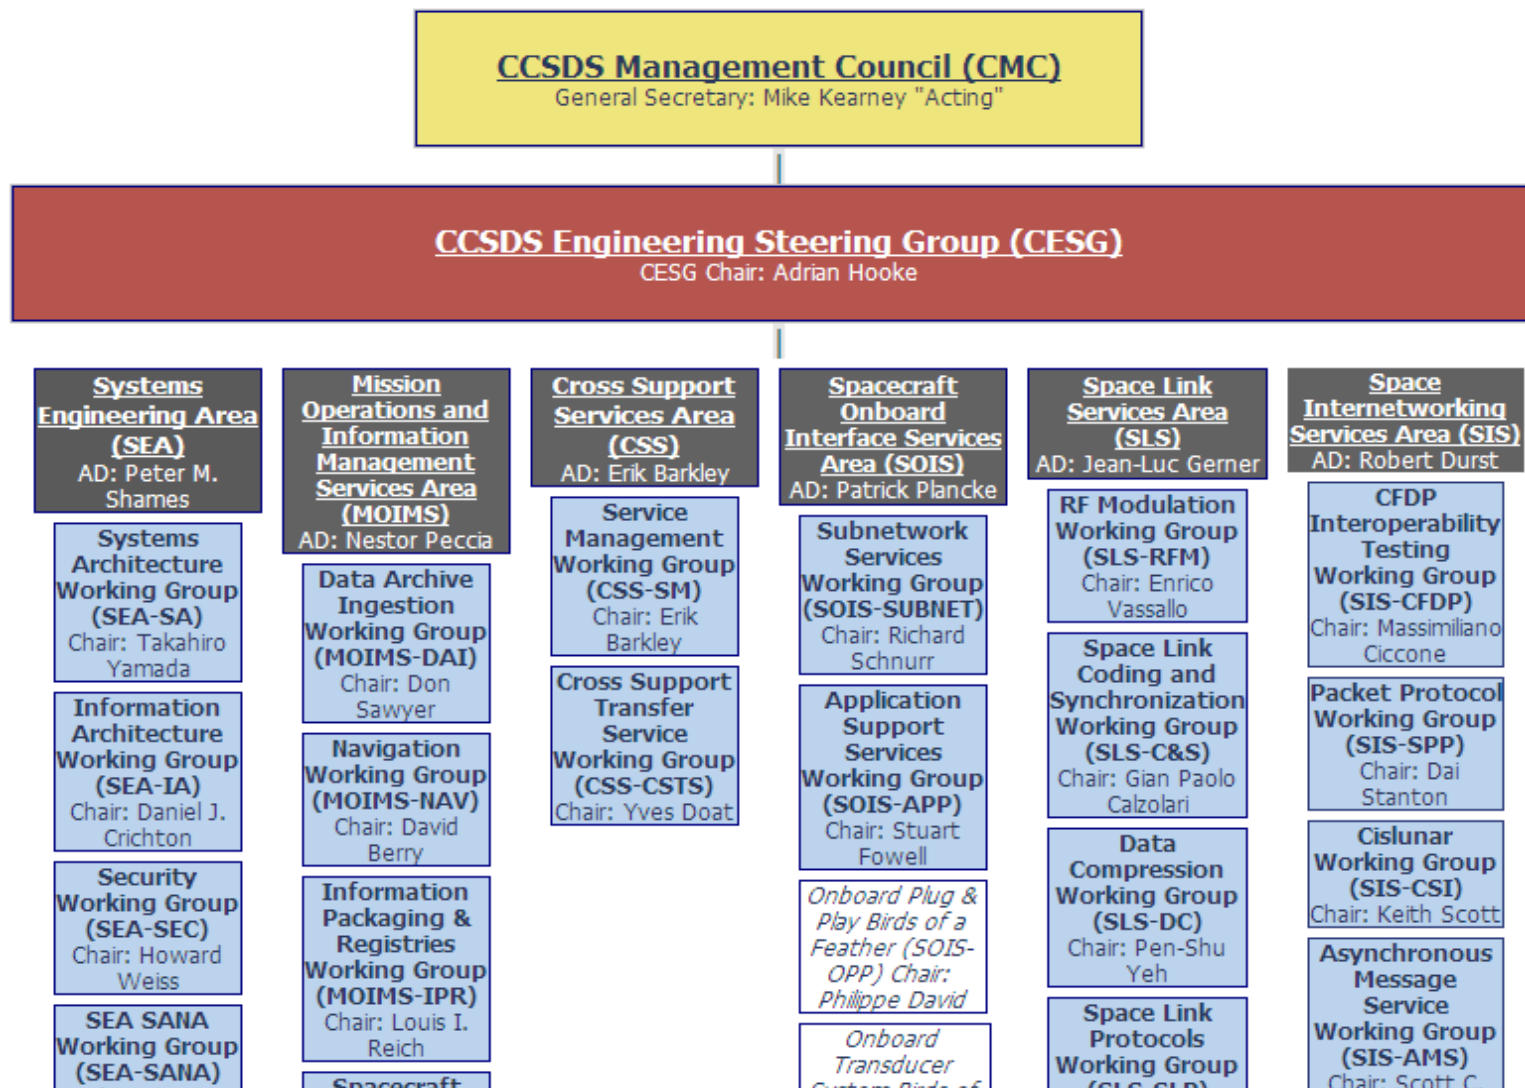 CCSDS Management Council (CMC)
General Secretary: Mike Kearney "Acting"
CCSDS Engineering Steering Group (CESG)
CESG Chair: Adrian Hooke
Systems
Engineering Area
(SEA)
AD: Peter M.
Shames
Systems
Architecture
Working Group
(SEA-SA)
Chair: Takahiro
Yamada
Information
Architecture
Working Group
(SEA-IA)
Chair: Daniel J.
Crichton
Security
Working Group
(SEA-SEC)
Chair: Howard
Weiss
SEA SANA
Working Group
(SEA-SANA)
Mission
Operations and
Information
Management
Services Area
(MOIMS)
AD: Nestor Peccia
Data Archive
Ingestion
Working Group
(MOIMS-DAI)
Chair: Don
Sawyer
Navigation
Working Group
(MOIMS-NAV)
Chair: David
Berry
Information
Packaging &
Registries
Working Group
(MOIMS-IPR)
Chair: Louis I.
Reich
Spacecraft
Cross Support
Services Area
(CSS)
AD: Erik Barkley
Service
Management
Working Group
(CSS-SM)
Chair: Erik
Barkley
Cross Support
Transfer
Service
Working Group
(CSS-CSTS)
Chair: Yves Doat
Spacecraft
Onboard
Interface Services
Area (SOIS)
AD: Patrick Plancke
Subnetwork
Services
Working Group
(SOIS-SUBNET)
Chair: Richard
Schnurr
Application
Support
Services
Working Group
(SOIS-APP)
Chair: Stuart
Fowell
Onboard Plug &
Play Birds of a
Feather (SOIS-
OPP) Chair:
Philippe David
Onboard
Transducer
System Birds of
Space Link
Services Area
(SLS)
AD: Jean-Luc Gerner
RF Modulation
Working Group
(SLS-RFM)
Chair: Enrico
Vassallo
Space Link
Coding and
Synchronization
Working Group
(SLS-C&S)
Chair: Gian Paolo
Calzolari
Data
Compression
Working Group
(SLS-DC)
Chair: Pen-Shu
Yeh
Space Link
Protocols
Working Group
(SLS-SLP)
Space
Internetworking
Services Area (SIS)
AD: Robert Durst
CFDP
Interoperability
Testing
Working Group
(SIS-CFDP)
Chair: Massimiliano
Ciccone
Packet Protocol
Working Group
(SIS-SPP)
Chair: Dai
Stanton
Cislunar
Working Group
(SIS-CSI)
Chair: Keith Scott
Asynchronous
Message
Service
Working Group
(SIS-AMS)
Chair: Scott C.